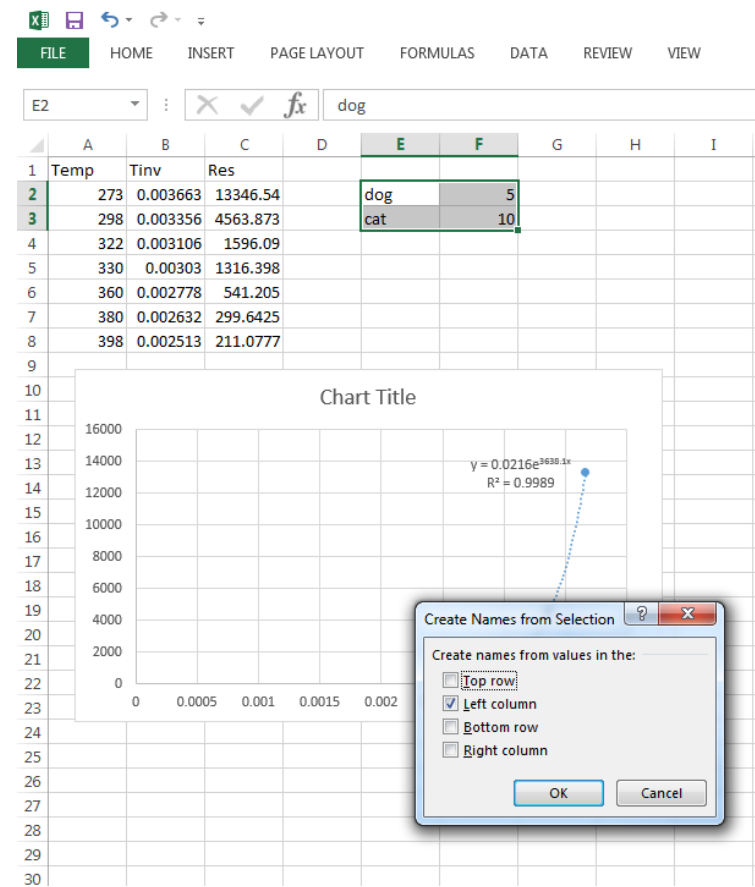 FILE HOME INSERT PAGE LAYOUT FORMULAS DATA REVIEW VIEW
E2 fx dog
A B C D E F G H I
1 Temp Tinv Res
2 273 0.003663 13346.54 dog 5
3 298 0.003356 4563.873 cat 10
4 322 0.003106 1596.09
5 330 0.00303 1316.398
6 360 0.002778 541.205
7 380 0.002632 299.6425
8 398 0.002513 211.0777
9
10
11
12
13
14
15
16
17
18
19
20
21
22
23
24
25
26
27
28
29
30
Chart Title
16000
14000
12000
10000
8000
6000
4000
2000
0
0 0.0005 0.001 0.0015 0.002
y = 0.0216e^3638.1x
R² = 0.9989
Create Names from Selection ? X
Create names from values in the:
Top row
Left column
Bottom row
Right column
OK Cancel